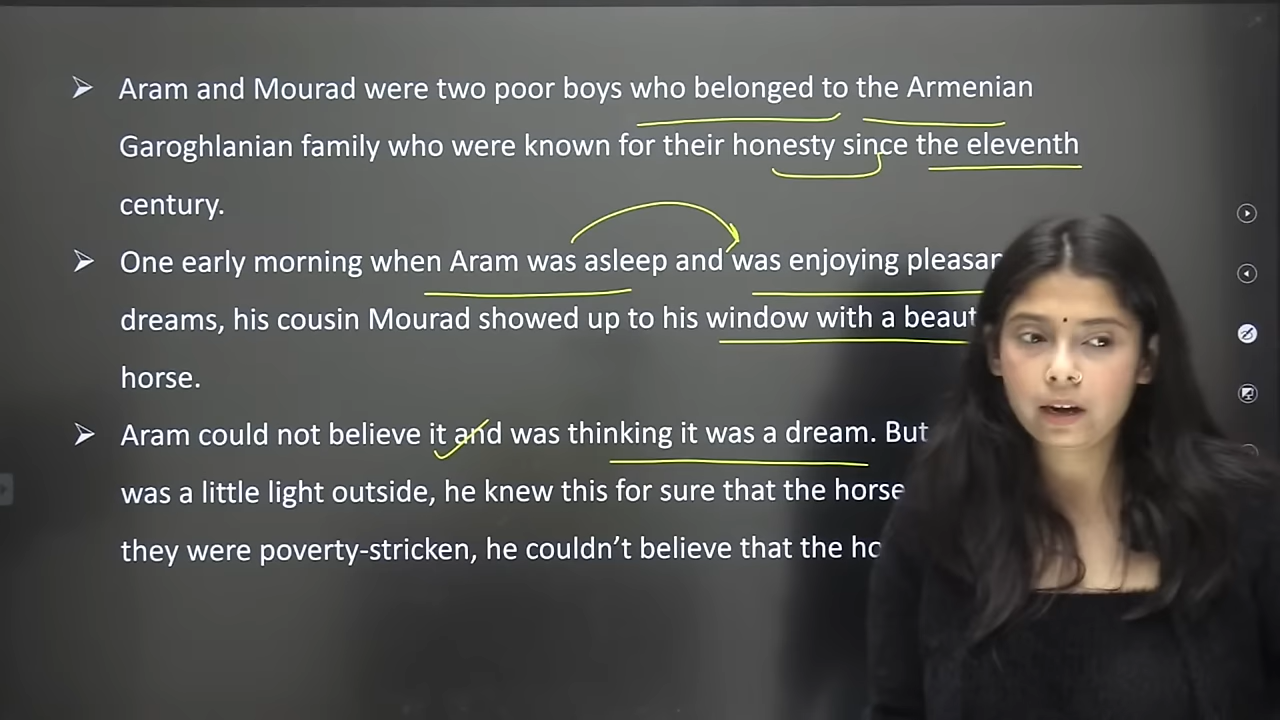 ➢ Aram and Mourad were two poor boys who belonged to the Armenian
Garoghlanian family who were known for their honesty since the eleventh
century.
➢ One early morning when Aram was asleep and was enjoying
dreams, his cousin Mourad showed up to his window with a
horse.
➢ Aram could not believe it and was thinking it was a dream. But
was a little light outside, he knew this for sure that the horse
they were poverty-stricken, he couldn't believe that the